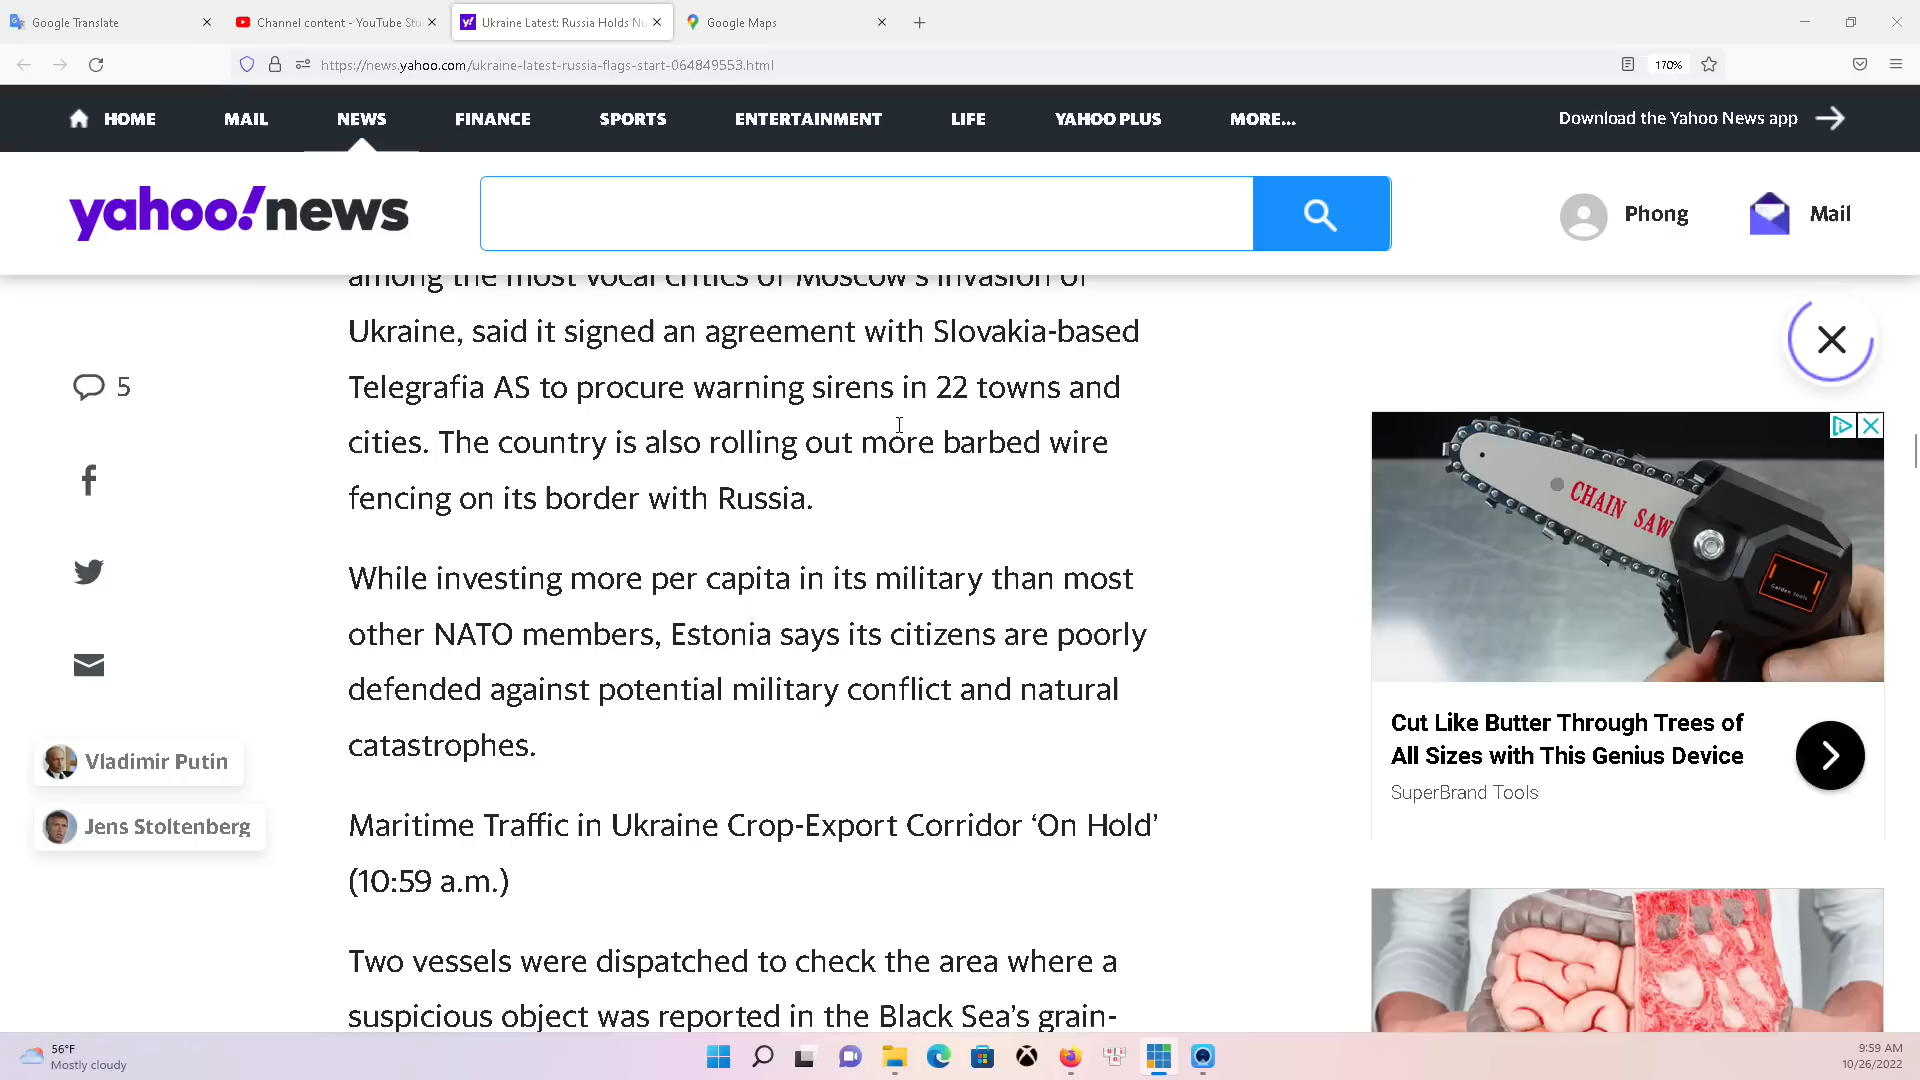 Google Translate
Channel content - YouTube Stu
Ukraine Latest: Russia Holds Nu
Google Maps
https://news.yahoo.com/ukraine-latest-russia-flags-start-064849553.html
170%
HOME
MAIL
NEWS
FINANCE
SPORTS
ENTERTAINMENT
LIFE
YAHOO PLUS
MORE...
Download the Yahoo News app
yahoo!news
Phong
Mail
among the most vocal critics of Moscow's invasion of
Ukraine, said it signed an agreement with Slovakia-based
Telegrafia AS to procure warning sirens in 22 towns and
cities. The country is also rolling out more barbed wire
fencing on its border with Russia.
While investing more per capita in its military than most
other NATO members, Estonia says its citizens are poorly
defended against potential military conflict and natural
catastrophes.
Maritime Traffic in Ukraine Crop-Export Corridor ‘On Hold’
(10:59 a.m.)
Two vessels were dispatched to check the area where a
suspicious object was reported in the Black Sea’s grain-
5
Vladimir Putin
Jens Stoltenberg
CHAIN SAW
Garden tools
Cut Like Butter Through Trees of
All Sizes with This Genius Device
SuperBrand Tools
56°F
Mostly cloudy
9:59 AM
10/26/2022